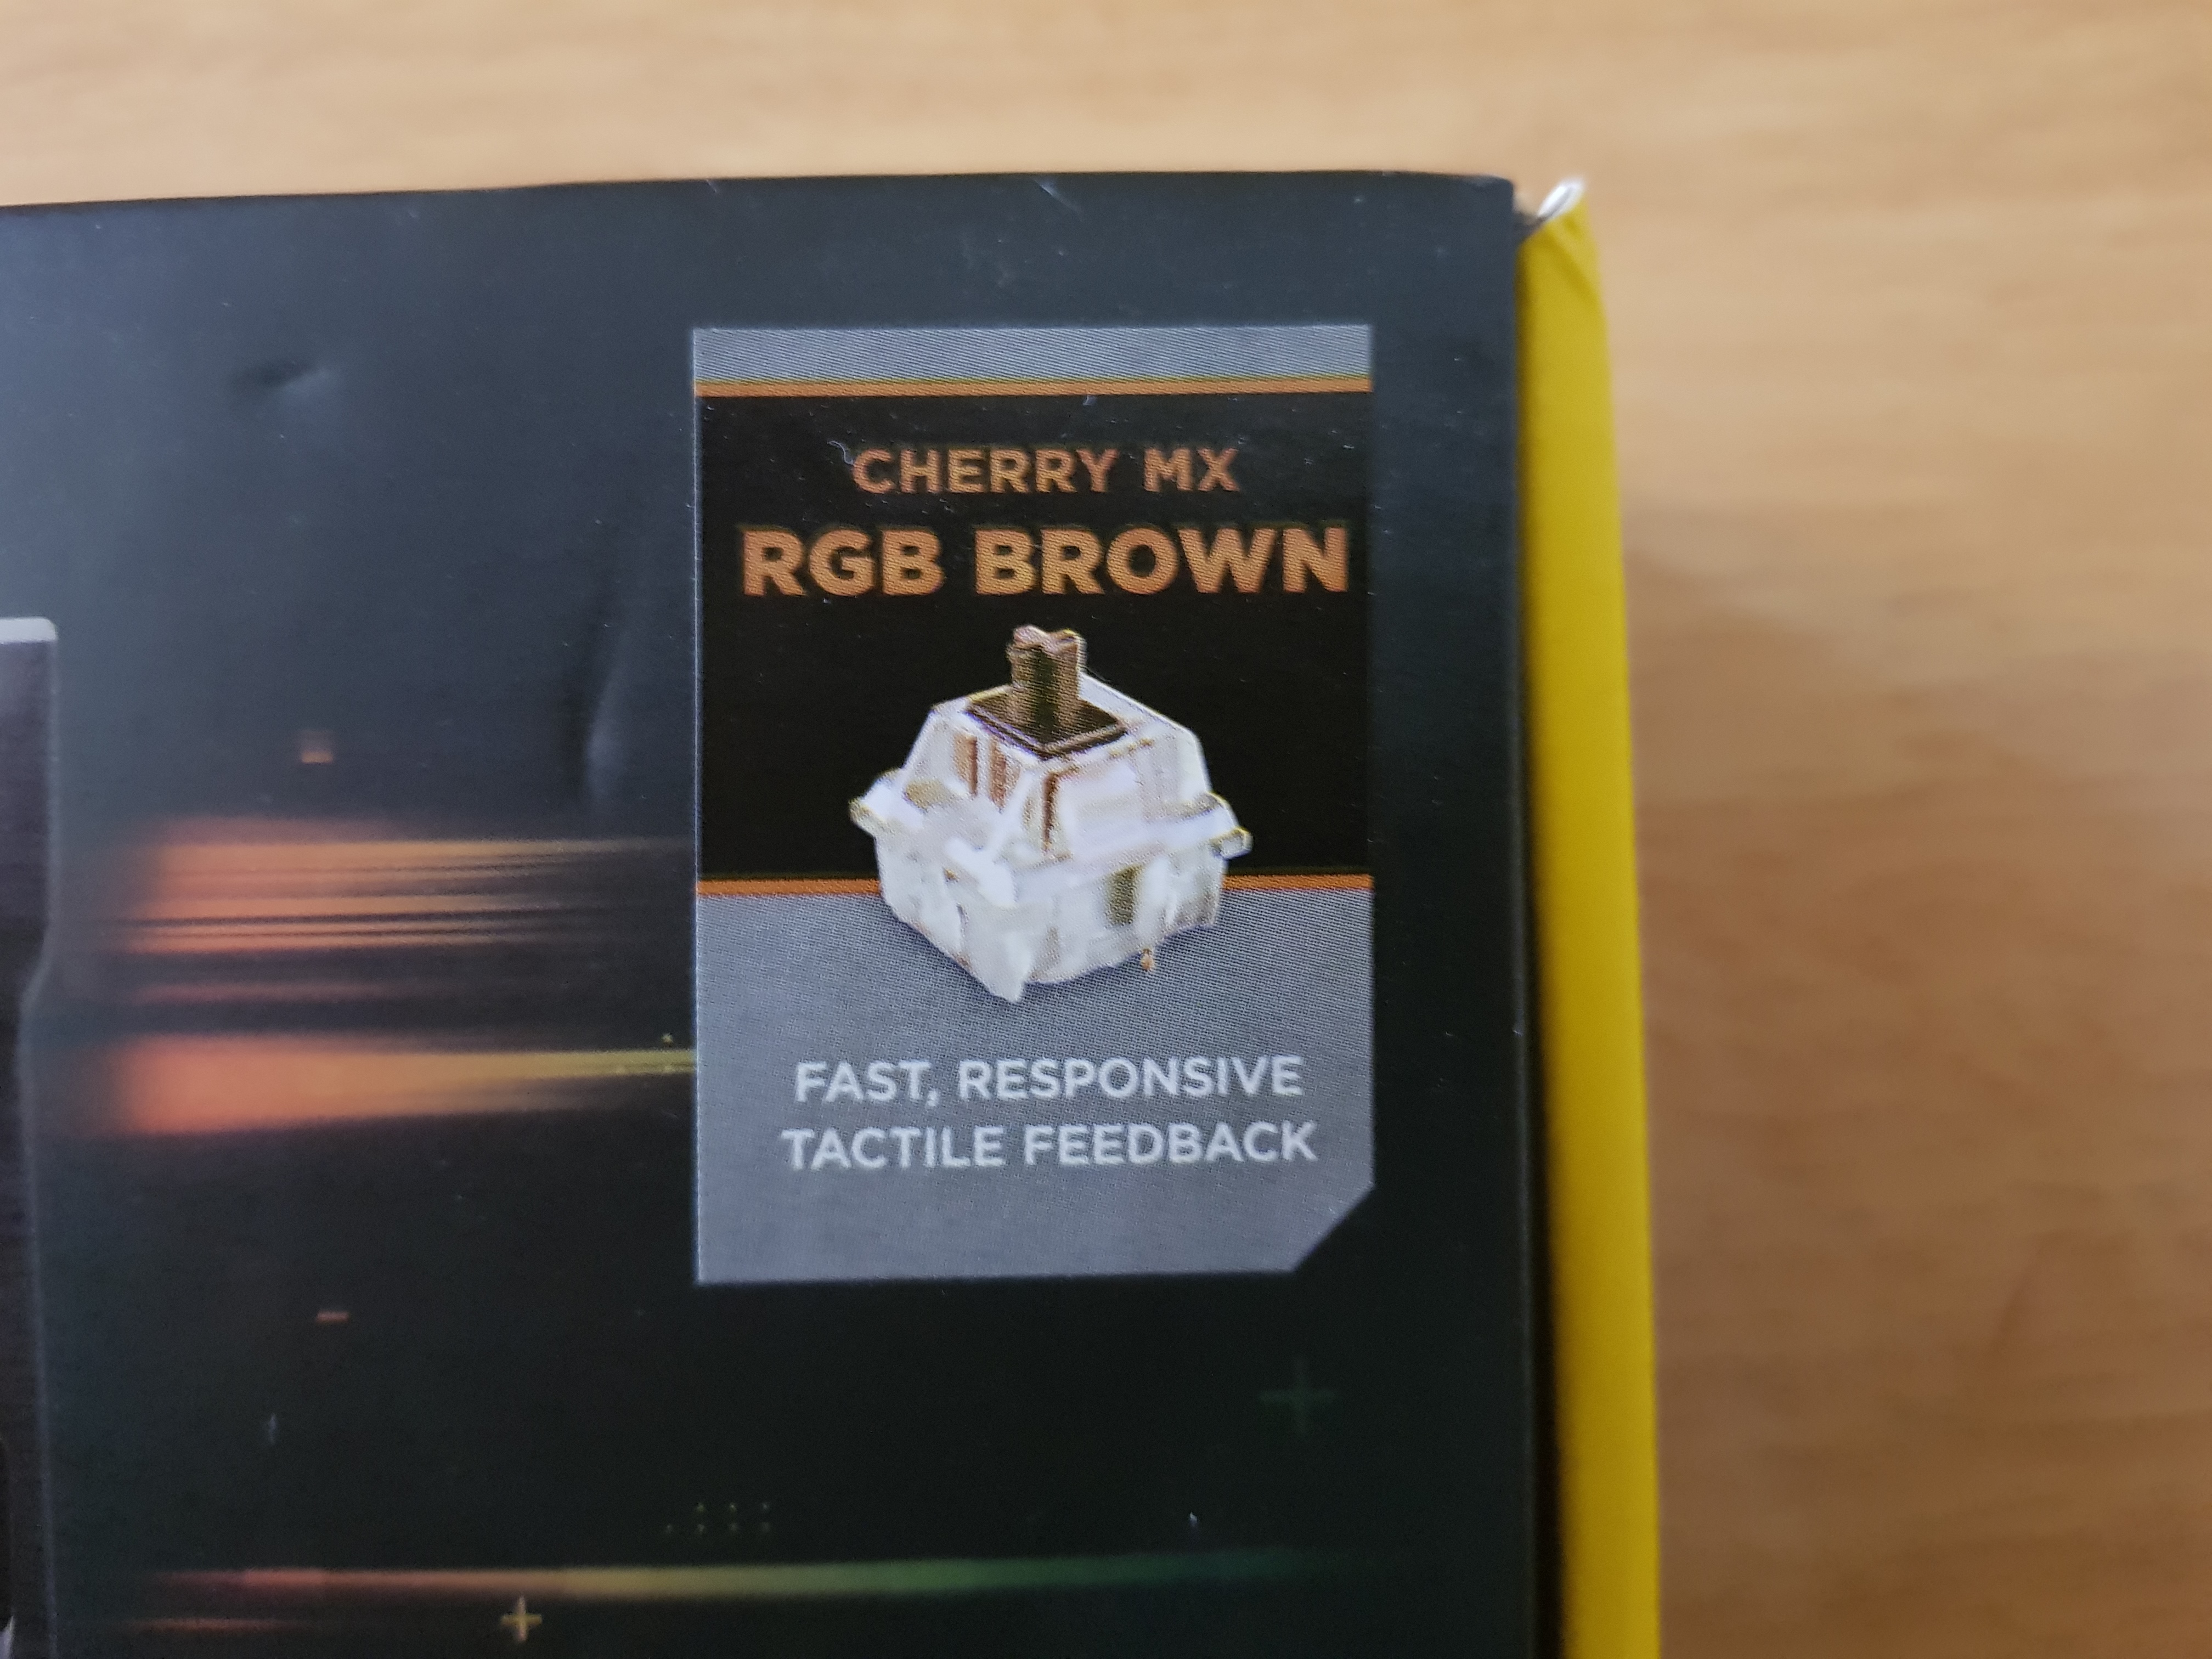 CHERRY MX
RGB BROWN
FAST, RESPONSIVE
TACTILE FEEDBACK